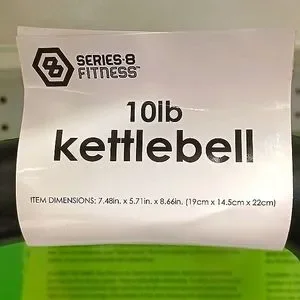 SERIES-8
FITNESS™
10lb
kettlebell
ITEM DIMENSIONS: 7.48in. x 5.71in. x 8.66in. (19cm x 14.5cm x 22cm)